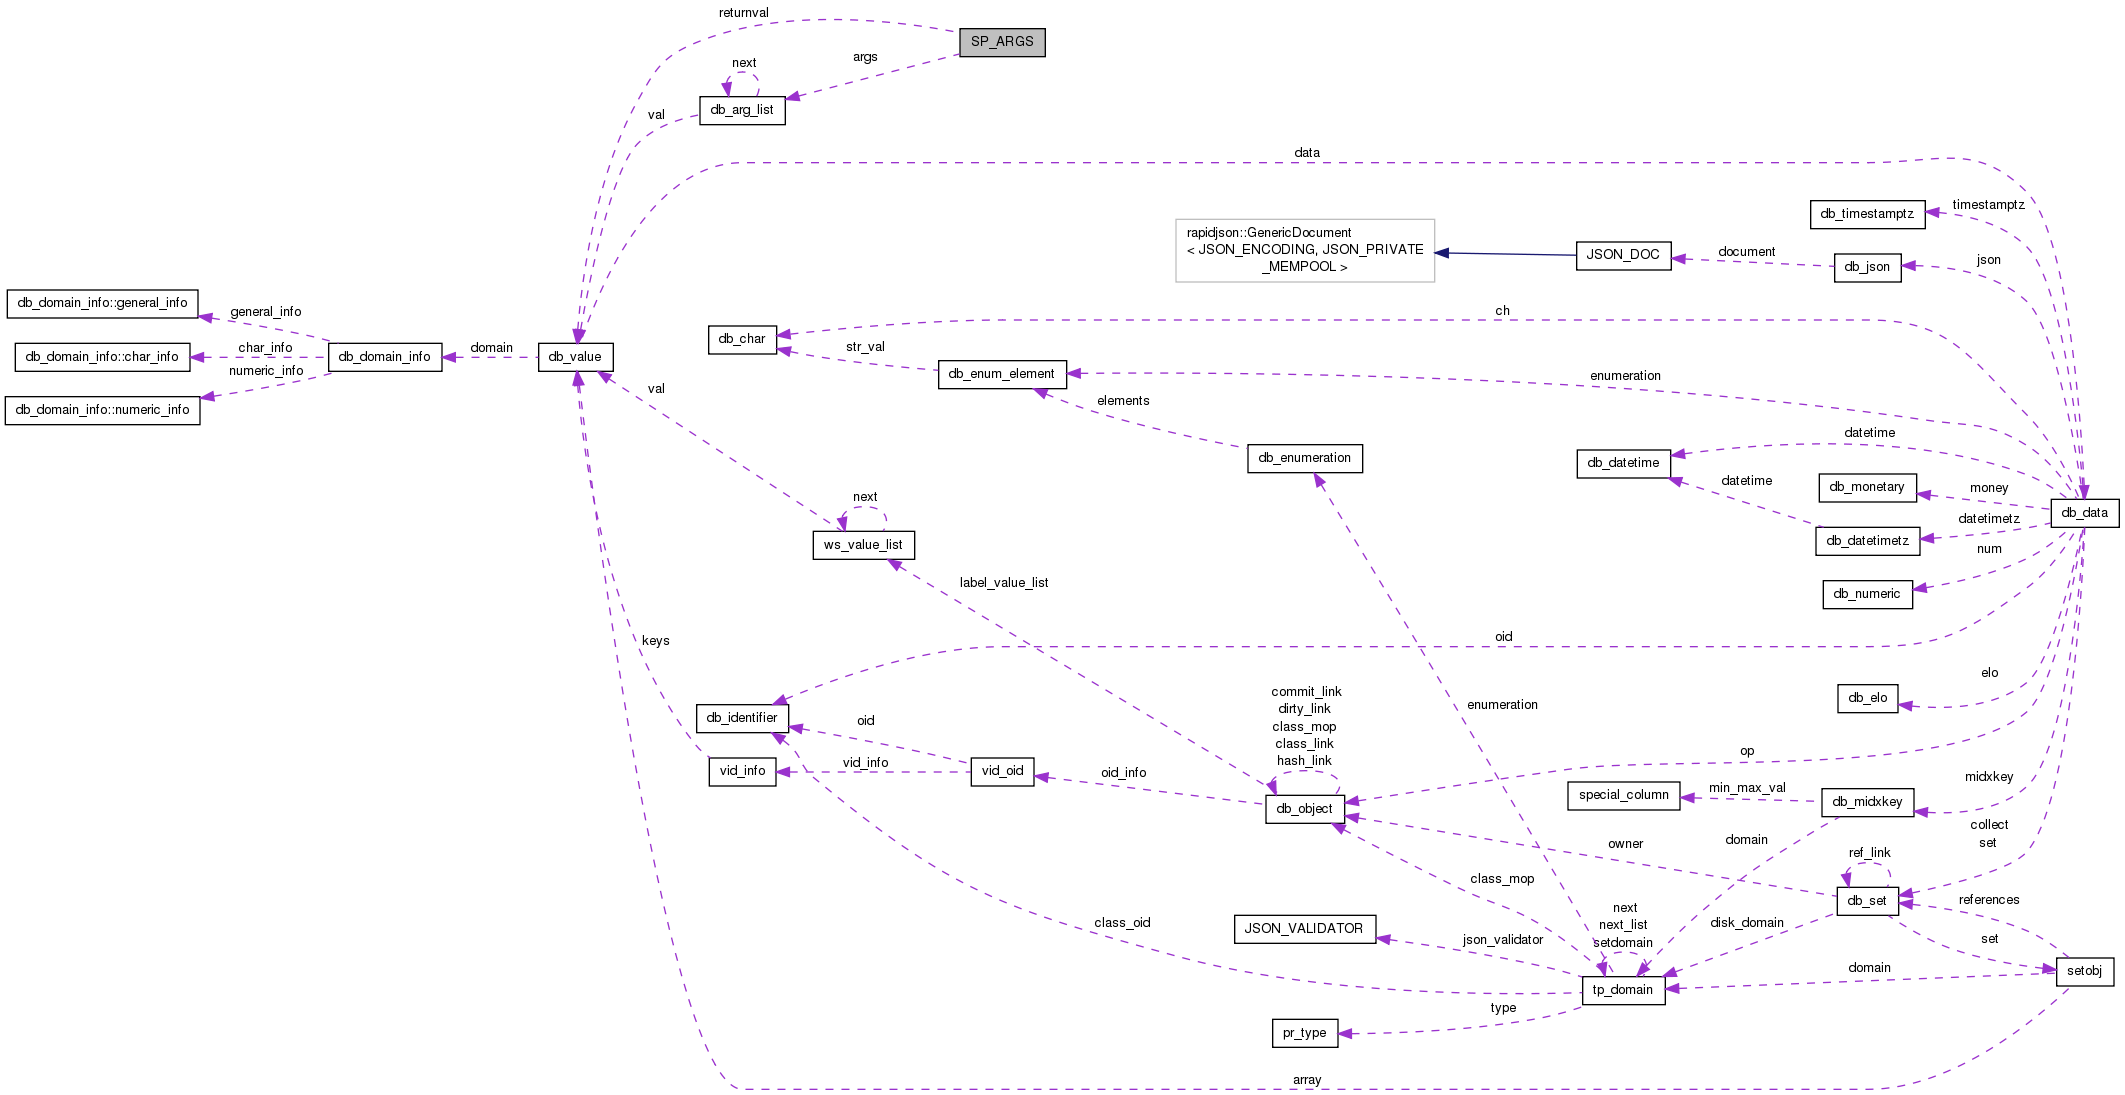 returnval
SP_ARGS
args
next
db_arg_list
val
data
timestamptz
db_timestamptz
rapidjson::GenericDocument
< JSON_ENCODING, JSON_PRIVATE
_MEMPOOL >
JSON_DOC
document
db_json
json
db_domain_info::general_info
general_info
ch
db_char
str_val
char_info
db_domain_info::char_info
db_domain_info
domain
db_value
numeric_info
db_domain_info::numeric_info
db_enum_element
enumeration
val
elements
datetime
db_enumeration
db_datetime
datetime
db_monetary
money
next
db_data
datetimetz
ws_value_list
db_datetimetz
num
label_value_list
db_numeric
keys
oid
elo
db_elo
commit_link
dirty_link
class_mop
class_link
hash_link
enumeration
db_identifier
oid
vid_info
vid_info
vid_oid
oid_info
op
db_object
special_column
min_max_val
midxkey
db_midxkey
collect
set
owner
domain
ref_link
class_mop
db_set
references
class_oid
JSON_VALIDATOR
json_validator
next
next_list
setdomain
disk_domain
set
domain
setobj
tp_domain
type
pr_type
array